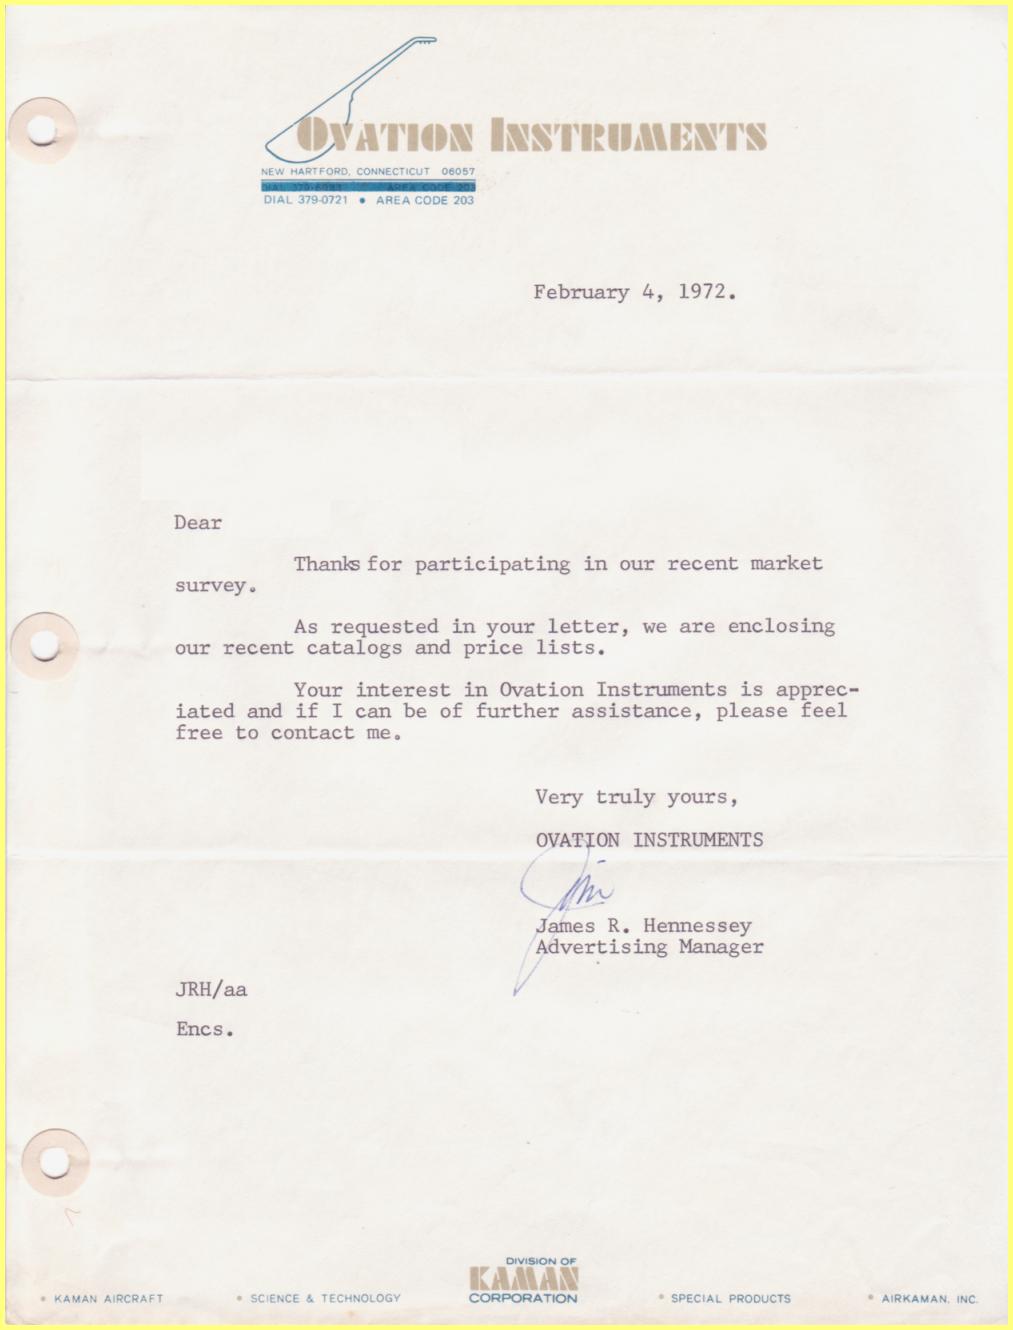 OVATION INSTRUMENTS
NEW HARTFORD, CONNECTICUT 06057
DIAL 379-0721 • AREA CODE 203
February 4, 1972.
Dear
Thanks for participating in our recent market
survey.
As requested in your letter, we are enclosing
our recent catalogs and price lists.
Your interest in Ovation Instruments is apprec-
iated and if I can be of further assistance, please feel
free to contact me.
Very truly yours,
OVATION INSTRUMENTS
Jim
James R. Hennessey
Advertising Manager
JRH/aa
Encs.
DIVISION OF
KAMAN
CORPORATION
• KAMAN AIRCRAFT • SCIENCE & TECHNOLOGY • SPECIAL PRODUCTS • AIRKAMAN, INC.